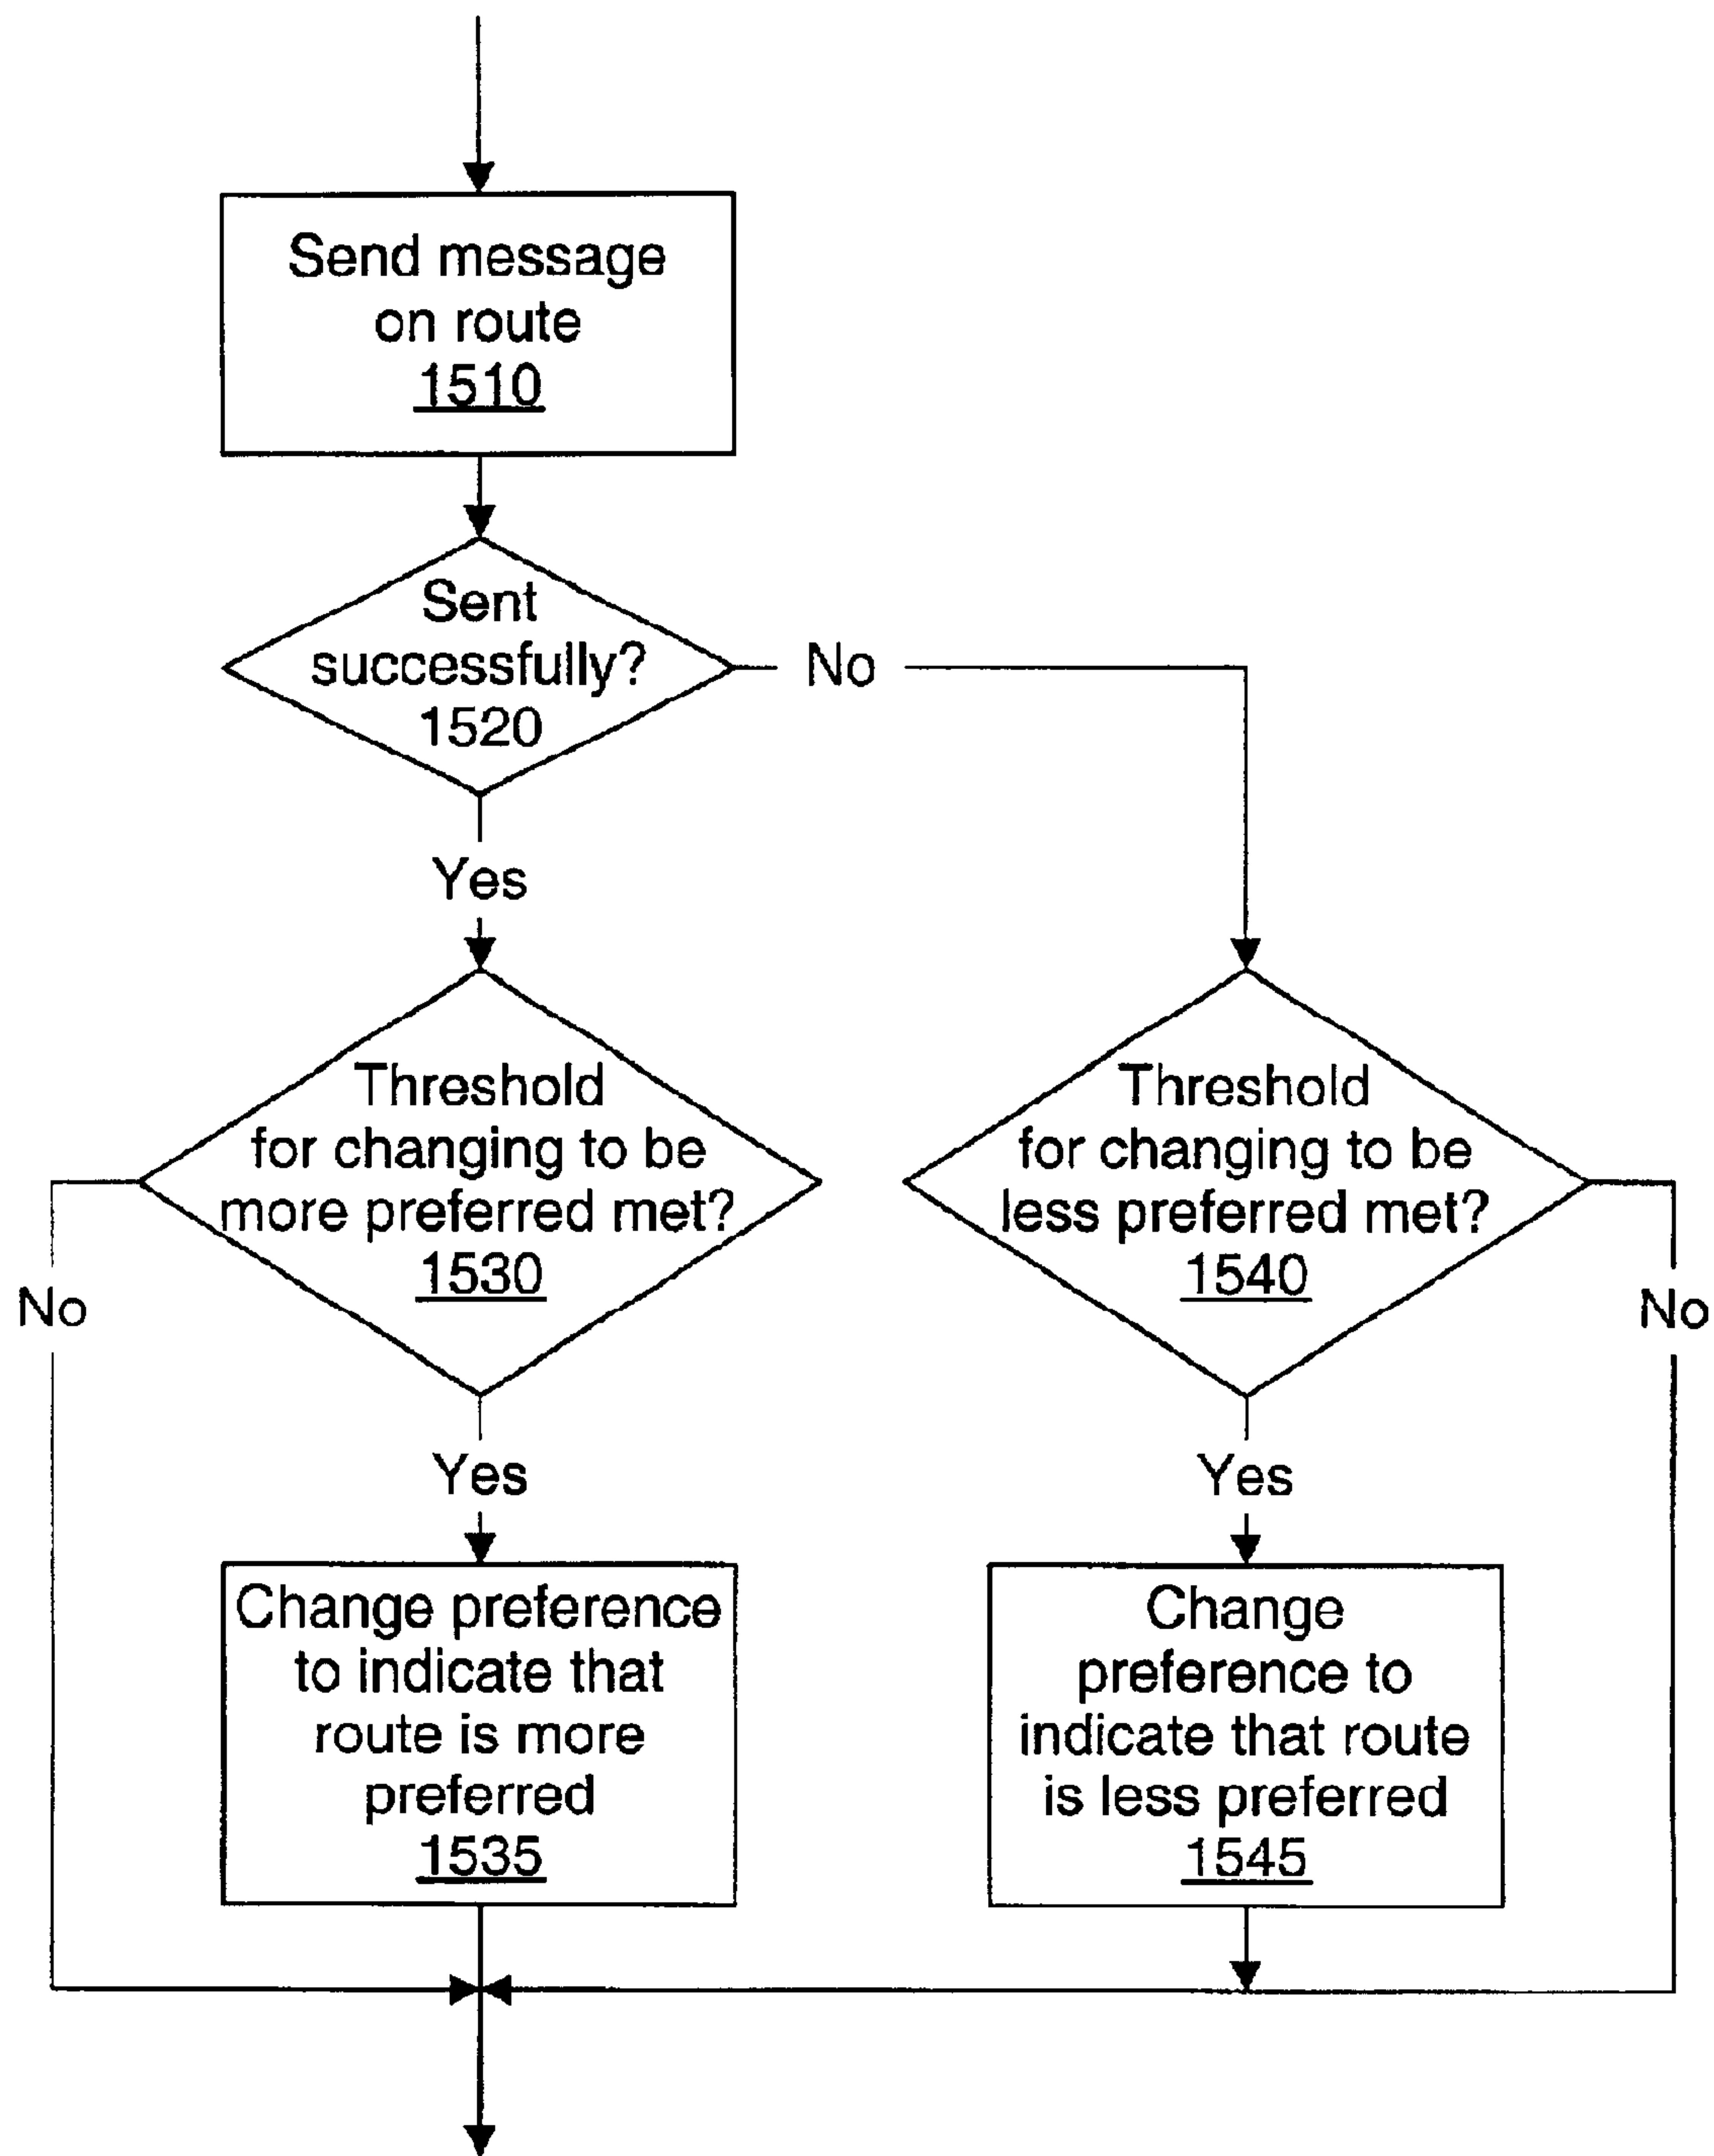 Send message
on route
1510
Sent
successfully?
1520
No
Yes
Threshold
for changing to be
more preferred met?
1530
Threshold
for changing to be
less preferred met?
1540
No
No
Yes
Yes
Change preference
to indicate that
route is more
preferred
1535
Change
preference to
indicate that route
is less preferred
1545